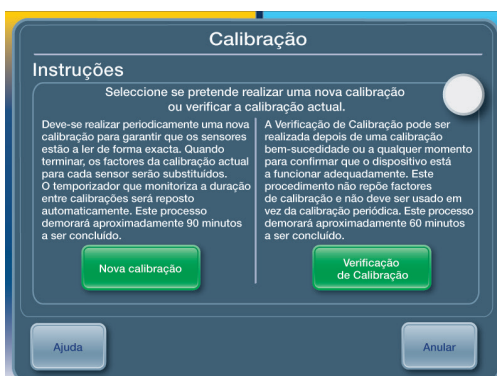 Calibração
Instruções
Seleccione se pretende realizar uma nova calibração
ou verificar a calibração actual.
Deve-se realizar periodicamente uma nova
calibração para garantir que os sensores
estão a ler de forma exacta. Quando
terminar, os factores da calibração actual
para cada sensor serão substituídos.
O temporizador que monitoriza a duração
entre calibrações será reposto
automaticamente. Este processo
demorará aproximadamente 90 minutos
a ser concluído.
A Verificação de Calibração pode ser
realizada depois de uma calibração
bem-sucedidade ou a qualquer momento
para confirmar que o dispositivo está
a funcionar adequadamente. Este
procedimento não repõe factores
de calibração e não deve ser usado em
vez da calibração periódica. Este processo
demorará aproximadamente 60 minutos
a ser concluído.
Nova calibração
Verificação
de Calibração
Ajuda
Anular